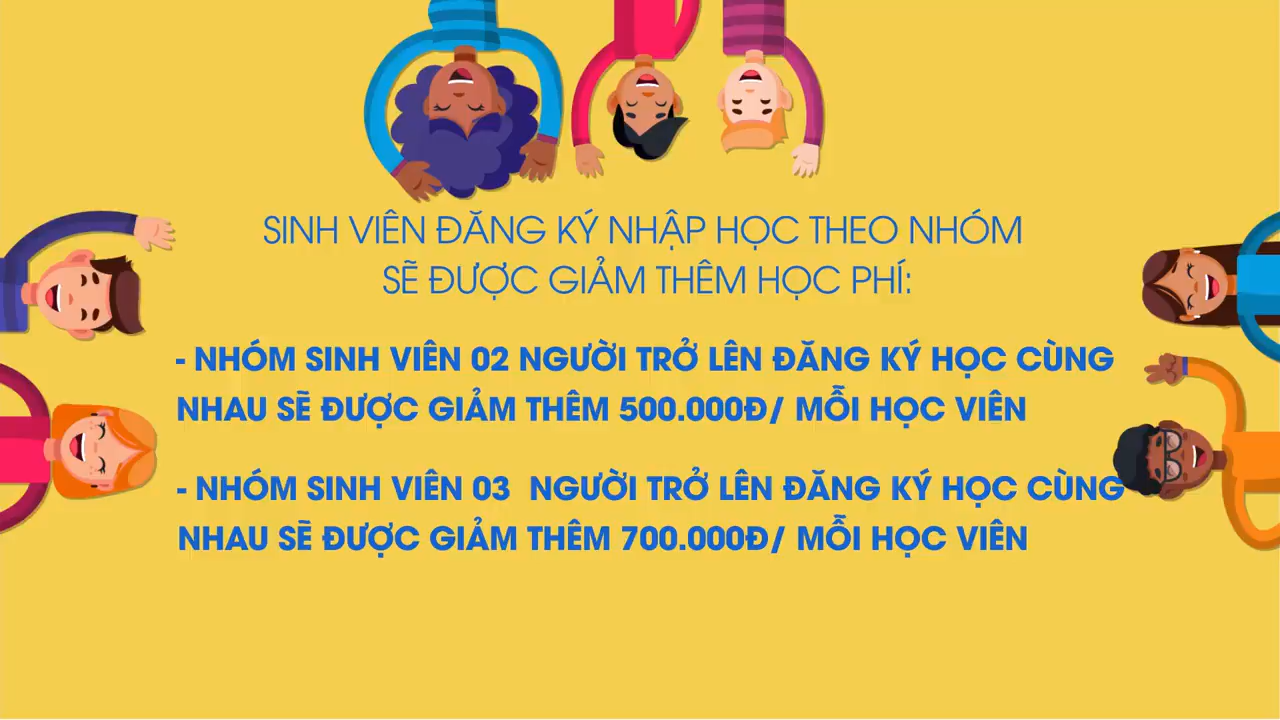 SINH VIÊN ĐĂNG KÝ NHẬP HỌC THEO NHÓM
SẼ ĐƯỢC GIẢM THÊM HỌC PHÍ:
- NHÓM SINH VIÊN 02 NGƯỜI TRỞ LÊN ĐĂNG KÝ HỌC CÙNG
NHAU SẼ ĐƯỢC GIẢM THÊM 500.000Đ/ MỖI HỌC VIÊN
- NHÓM SINH VIÊN 03  NGƯỜI TRỞ LÊN ĐĂNG KÝ HỌC CÙNG
NHAU SẼ ĐƯỢC GIẢM THÊM 700.000Đ/ MỖI HỌC VIÊN